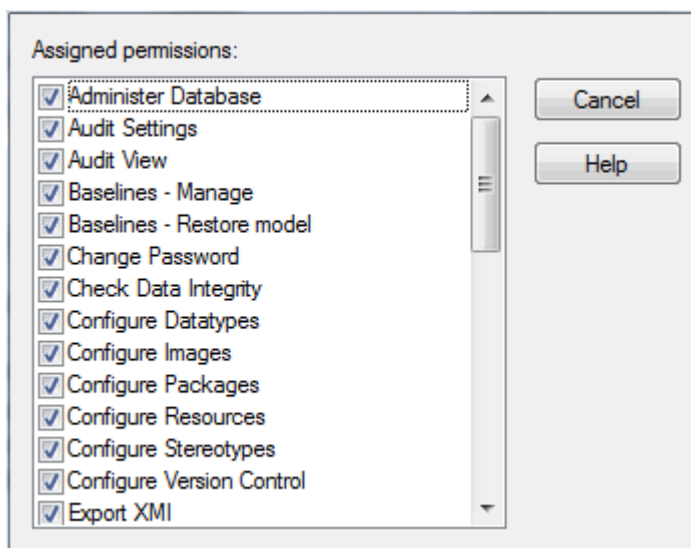 Assigned permissions:
Administer Database
Audit Settings
Audit View
Baselines - Manage
Baselines - Restore model
Change Password
Check Data Integrity
Configure Datatypes
Configure Images
Configure Packages
Configure Resources
Configure Stereotypes
Configure Version Control
Export XMI
Cancel
Help